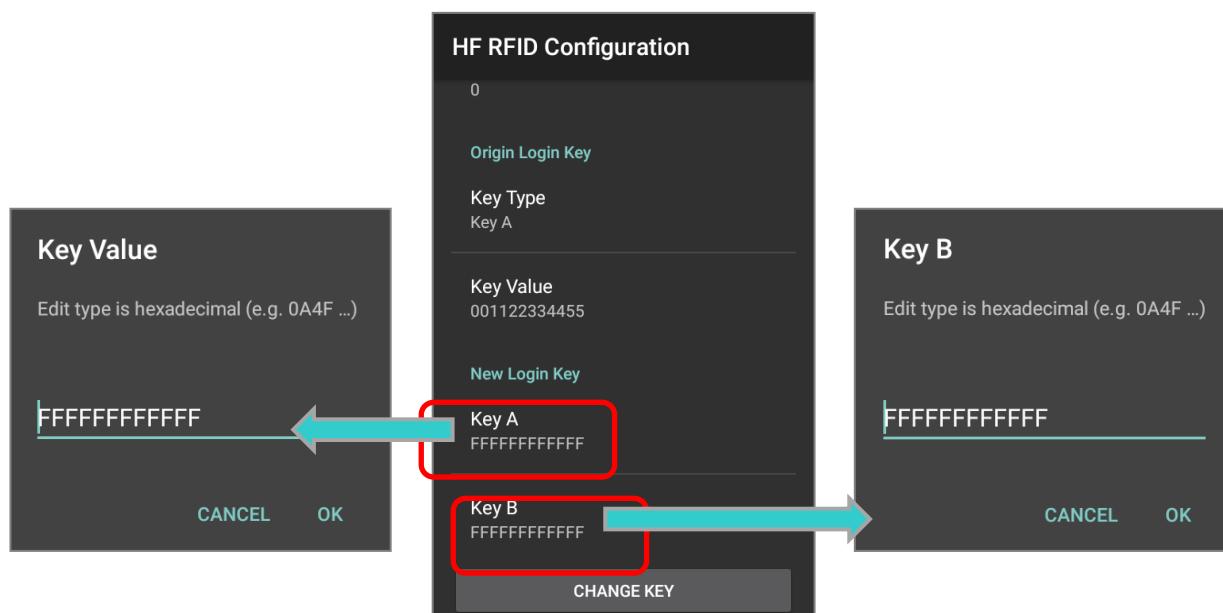 Key Value
Edit type is hexadecimal (e.g. 0A4F ...)
FFFFFFFFFFFF
CANCEL OK
HF RFID Configuration
0
Origin Login Key
Key Type
Key A
Key Value
001122334455
New Login Key
Key A
FFFFFFFFFFFF
Key B
FFFFFFFFFFFF
CHANGE KEY
Key B
Edit type is hexadecimal (e.g. 0A4F ...)
FFFFFFFFFFFF
CANCEL OK